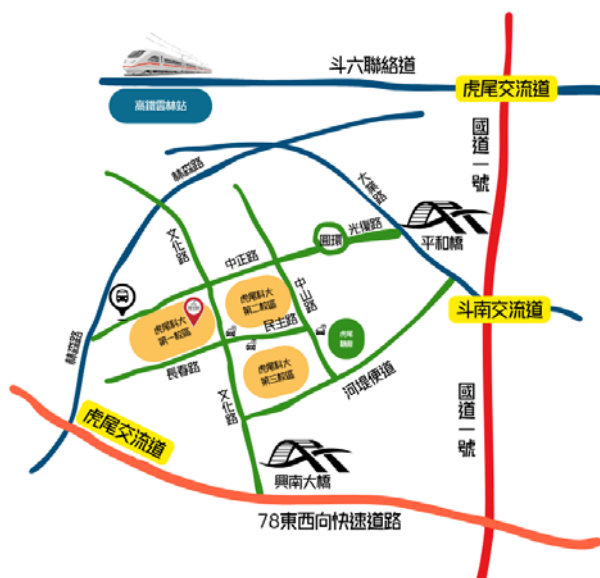 斗六聯絡道
虎尾交流道
高鐵雲林站
國道一號
林森路
大業路
文化路
光復路
圓環
平和橋
中正路
中山路
虎尾科大
第二校區
虎尾科大
第一校區
民主路
虎尾
斗南交流道
林森路
長春路
虎尾科大
第三校區
河堤便道
文化路
國道一號
虎尾交流道
興南大橋
78東西向快速道路